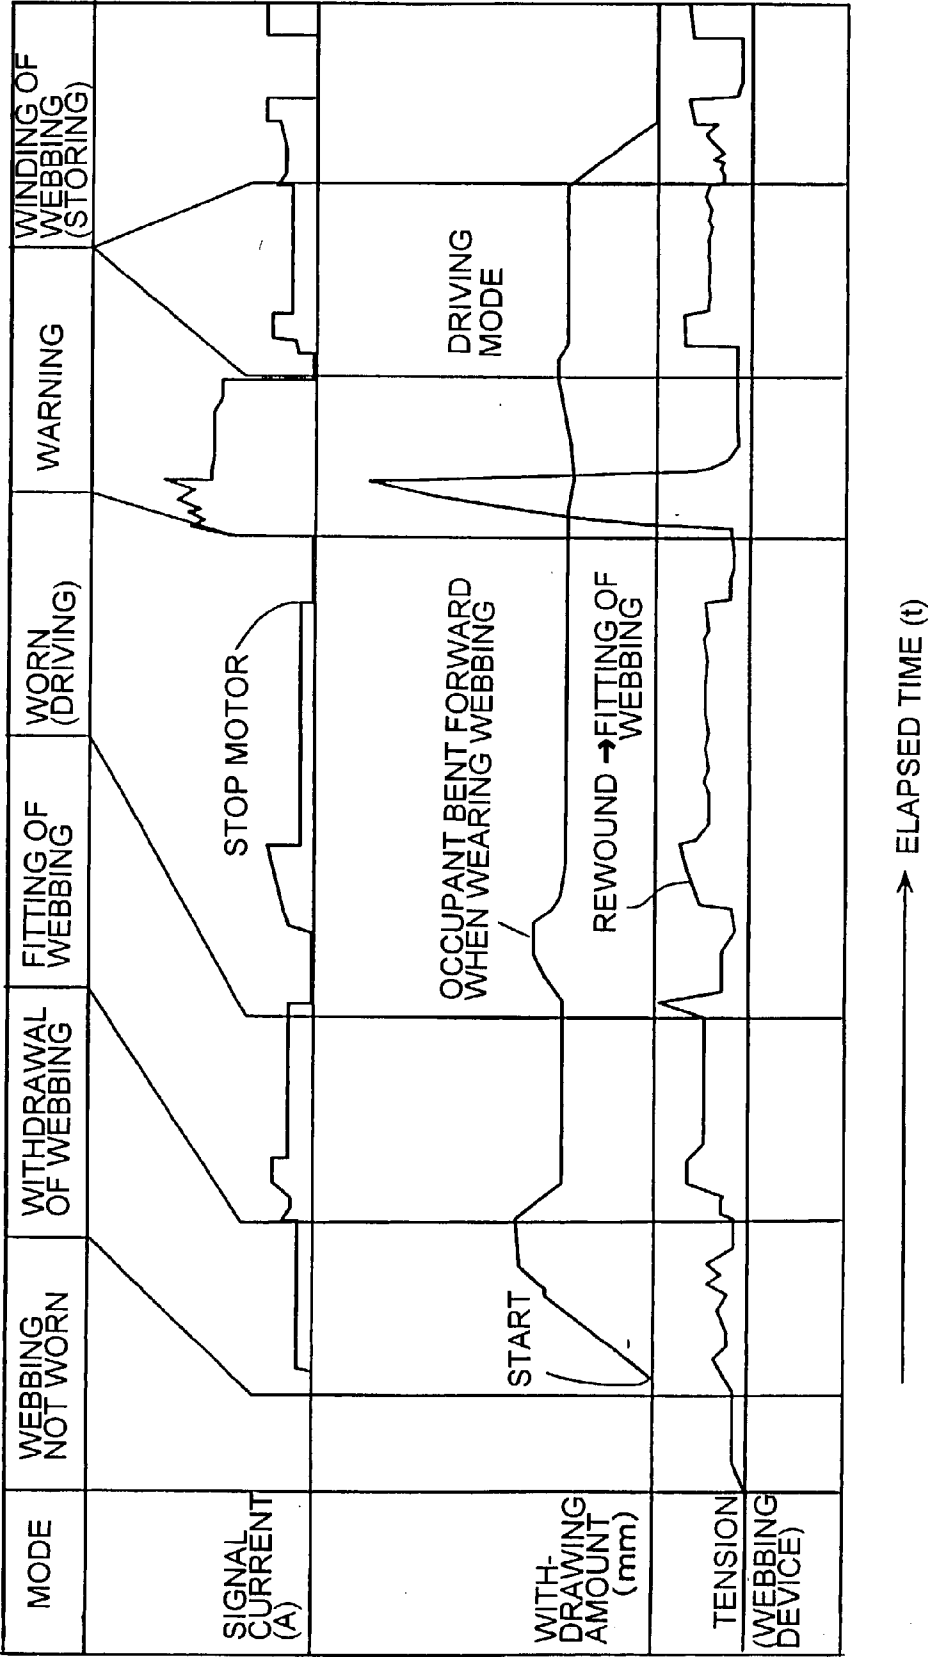 MODE
WEBBING
NOT WORN
WITHDRAWAL
OF WEBBING
FITTING OF
WEBBING
WORN
(DRIVING)
WARNING
WINDING OF
WEBBING
(STORING)
SIGNAL
CURRENT
(A)
STOP MOTOR
WITH-
DRAWING
AMOUNT
(mm)
START
OCCUPANT BENT FORWARD
WHEN WEARING WEBBING
DRIVING
MODE
REWOUND ➔FITTING OF
WEBBING
TENSION
(WEBBING
DEVICE)
ELAPSED TIME (t)